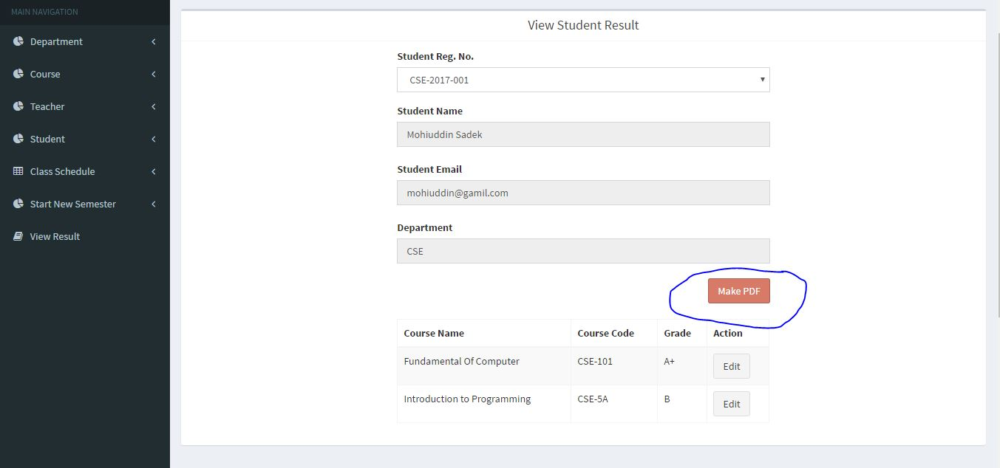 MAIN NAVIGATION
Department
Course
Teacher
Student
Class Schedule
Start New Semester
View Result
View Student Result
Student Reg. No.
CSE-2017-001
Student Name
Mohiuddin Sadek
Student Email
mohiuddin@gamil.com
Department
CSE
Make PDF
Course Name Course Code Grade Action
Fundamental Of Computer CSE-101 A+ Edit
Introduction to Programming CSE-5A B Edit